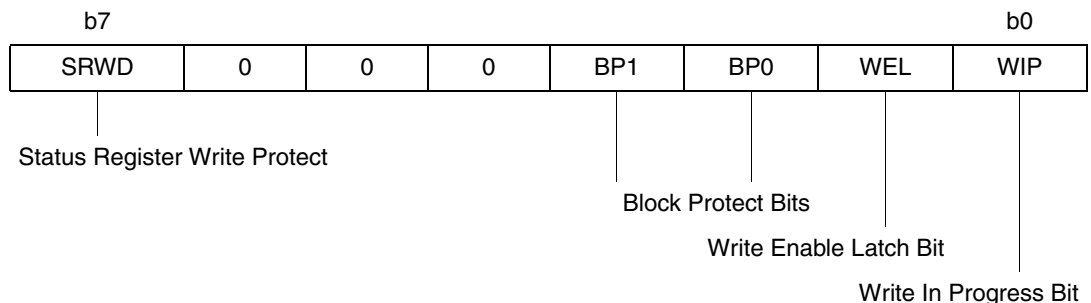 b7 b0
SRWD 0 0 0 BP1 BP0 WEL WIP
Status Register Write Protect
Block Protect Bits
Write Enable Latch Bit
Write In Progress Bit